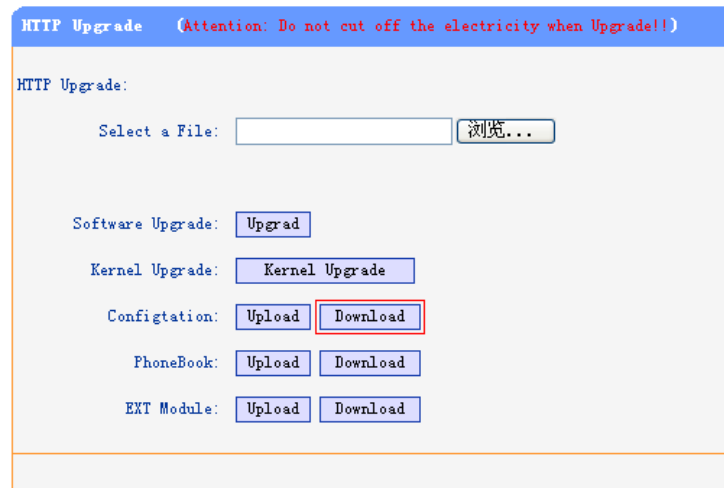 HTTP Upgrade (Attention: Do not cut off the electricity when Upgrade!!)
HTTP Upgrade:
Select a File: 浏览...
Software Upgrade: Upgrad
Kernel Upgrade: Kernel Upgrade
Configtation: Upload Download
PhoneBook: Upload Download
EXT Module: Upload Download